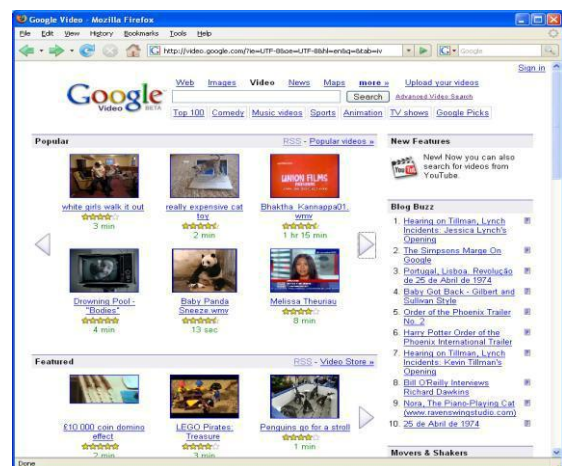 Google Video - Mozilla Firefox
File Edit View History Bookmarks Tools Help
http://video.google.com/?ie=UTF-8&oe=UTF-8&hl=en&q=&tab=iv
Google
Sign in
Google
Video BETA
Web Images Video News Maps more » Upload your videos
Search Advanced Video Search
Top 100 Comedy Music videos Sports Animation TV shows Google Picks
Popular
RSS - Popular videos »
white girls walk it out
3 min
really expensive cat
toy
2 min
UNION FILMS
Bhaktha_Kannappa01.
wmv
1 hr 15 min
Drowning Pool -
"Bodies"
4 min
Baby Panda
Sneeze.wmv
13 sec
Melissa Theuriau
8 min
Featured
RSS - Video Store »
£10 000 coin domino
effect
2 min
LEGO Pirates:
Treasure
3 min
Penguins go for a stroll
1 min
New Features
You Tube
New! Now you can also
search for videos from
YouTube.
Blog Buzz
1. Hearing on Tillman, Lynch
Incidents: Jessica Lynch's
Opening
2. The Simpsons Marge On
Google
3. Portugal, Lisboa. Revolução
de 25 de Abril de 1974
4. Baby Got Back - Gilbert and
Sullivan Style
5. Order of the Phoenix Trailer
No. 2
6. Harry Potter Order of the
Phoenix International Trailer
7. Hearing on Tillman, Lynch
Incidents: Kevin Tillman's
Opening
8. Bill O'Reilly Interviews
Richard Dawkins
9. Nora, The Piano-Playing Cat
(www.ravenswingstudio.com)
10. 25 de Abril de 1974
Movers & Shakers
Done